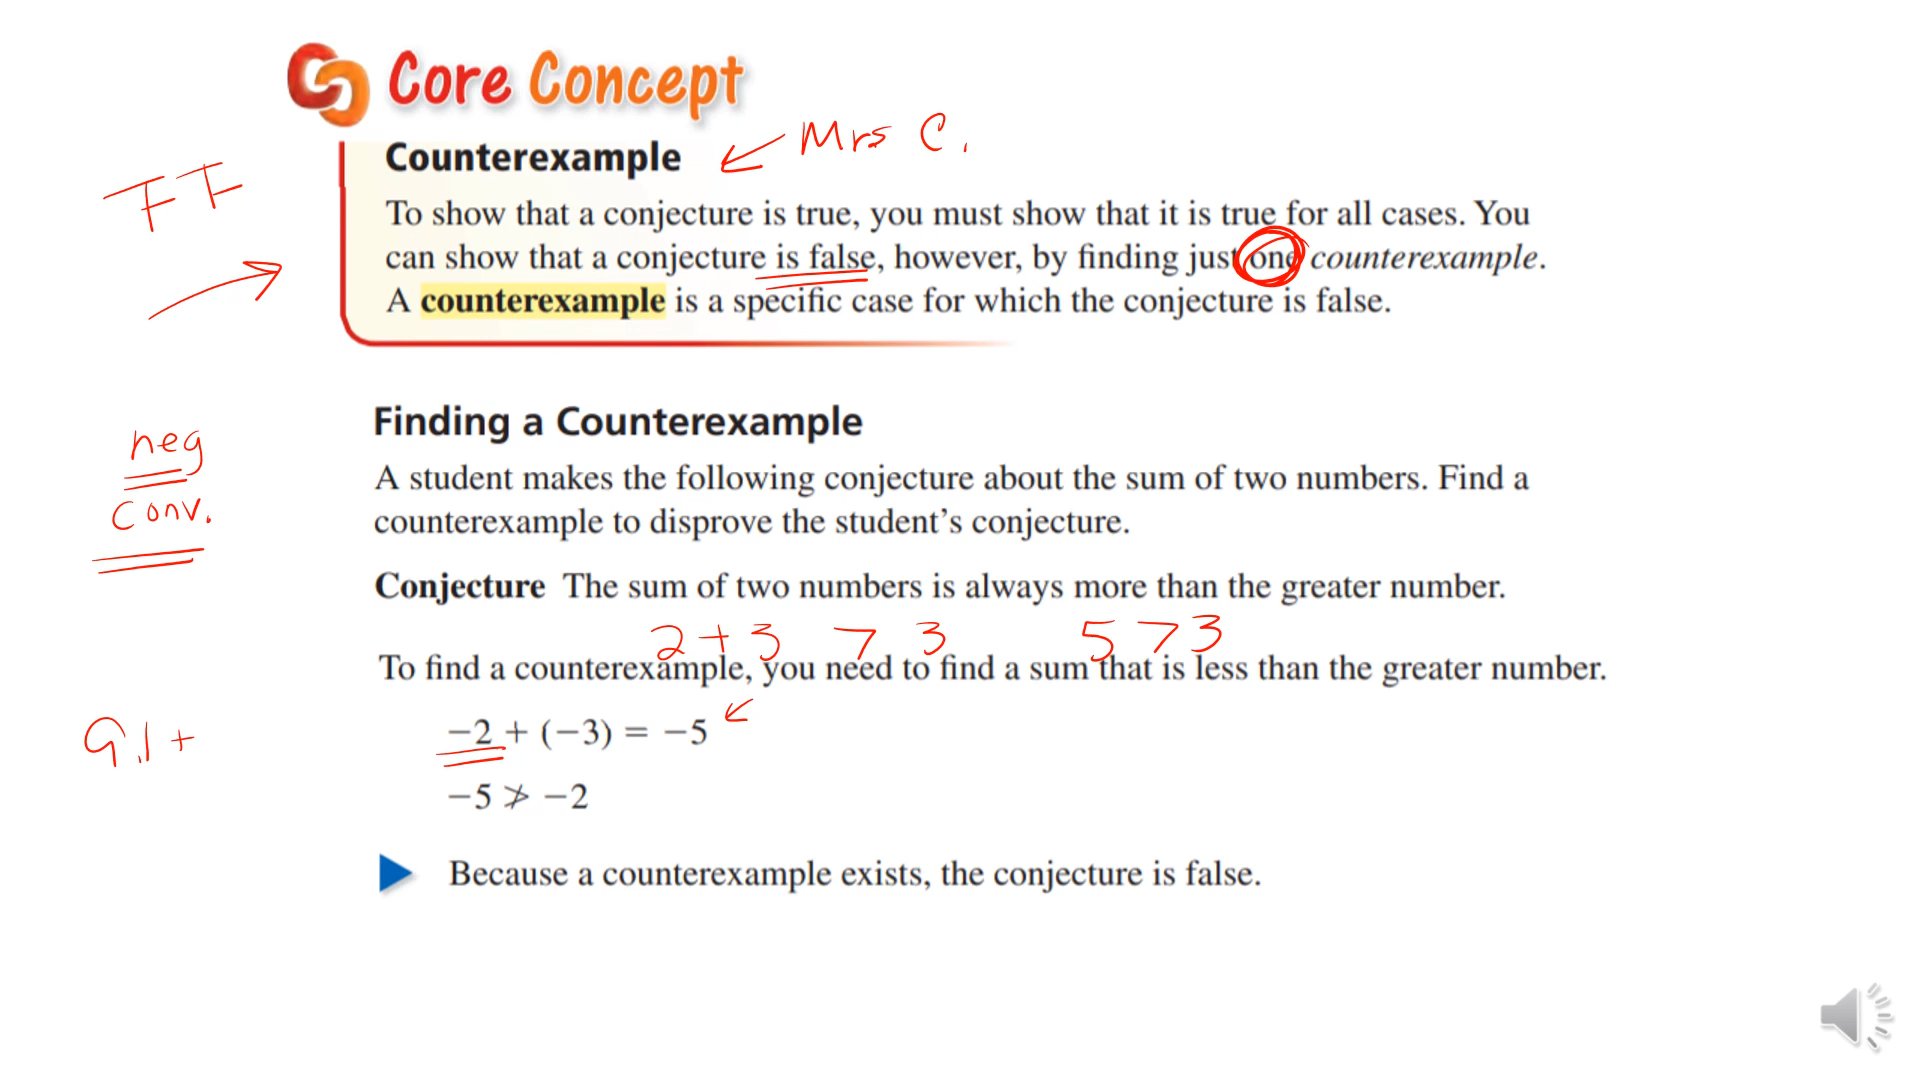 Core Concept
Counterexample
Mrs C.
FF
To show that a conjecture is true, you must show that it is true for all cases. You
can show that a conjecture is false, however, by finding just one counterexample.
A counterexample is a specific case for which the conjecture is false.
Finding a Counterexample
neg
conv.
A student makes the following conjecture about the sum of two numbers. Find a
counterexample to disprove the student’s conjecture.
Conjecture The sum of two numbers is always more than the greater number.
2 + 3 > 3 5 > 3
To find a counterexample, you need to find a sum that is less than the greater number.
−2 + (−3) = −5
−5 ≯ −2
Because a counterexample exists, the conjecture is false.